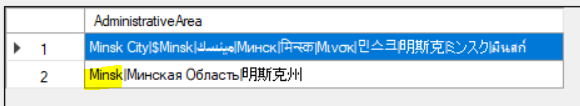 AdministrativeArea
1 Minsk City|$Minsk|مينسك|Минск|मिन्स्क|Μινσκ|민스크|明斯克|ミンスク|มินสก์
2 Minsk|Минская Область|明斯克州